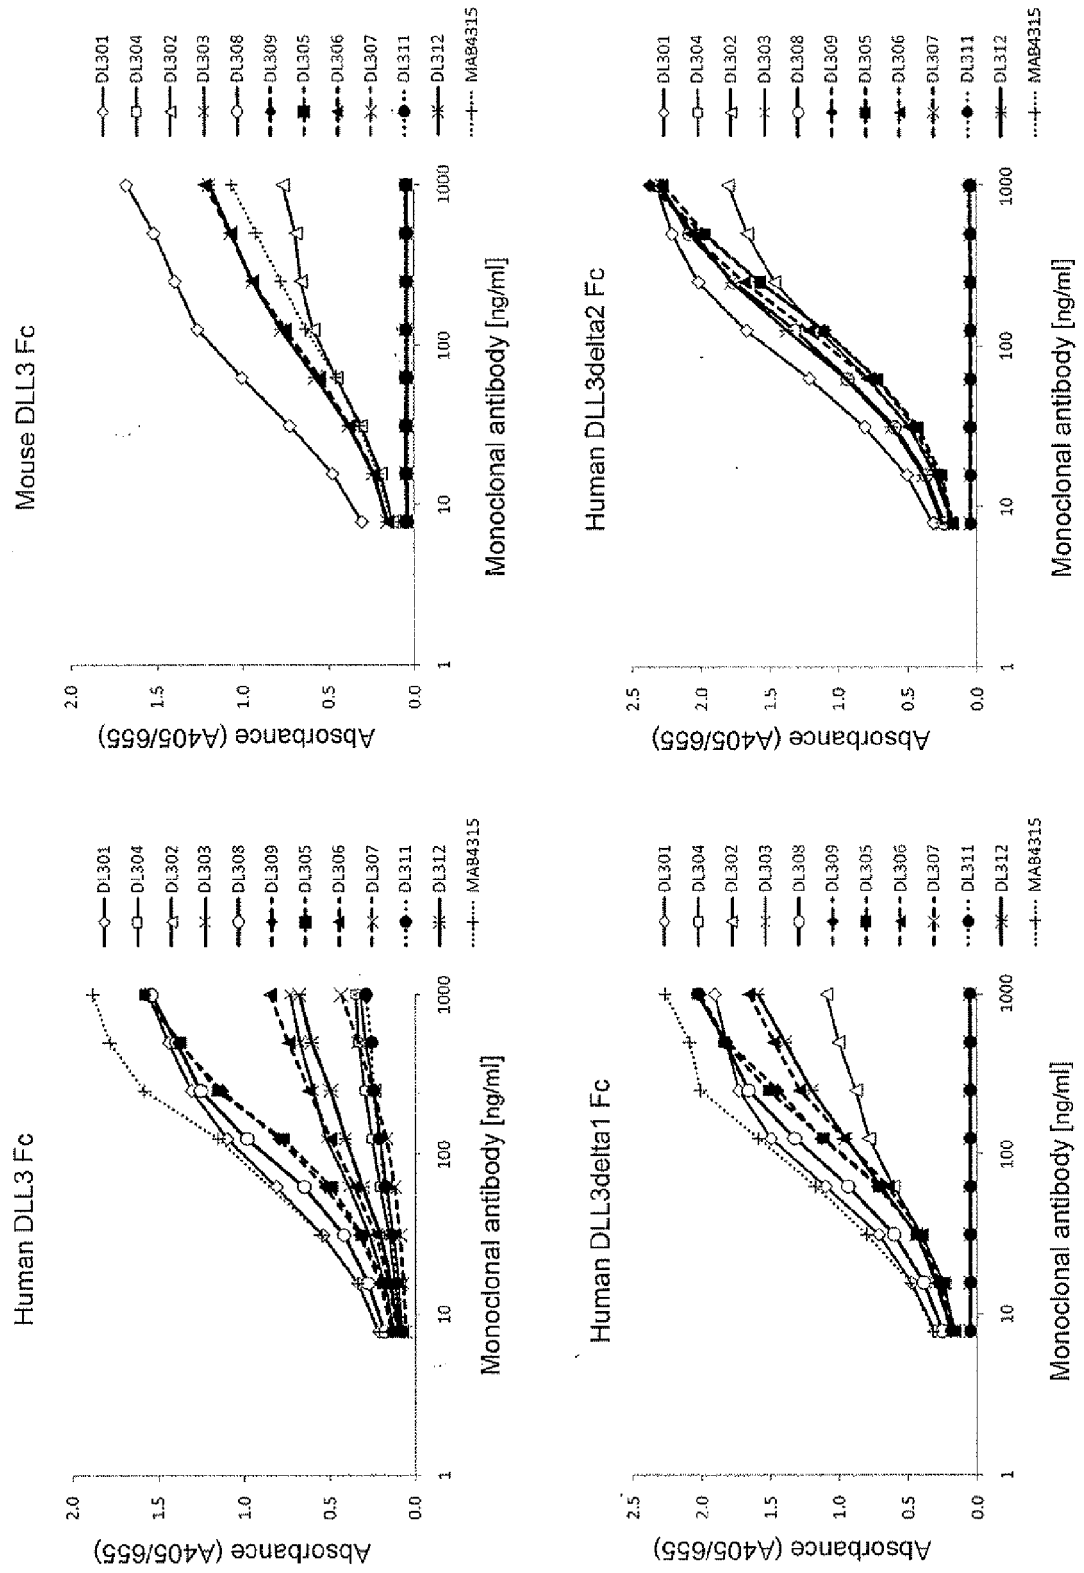 Human DLL3 Fc
Absorbance (A405/655)
2.0
1.5
1.0
0.5
0.0
1
10
100
1000
Monoclonal antibody [ng/ml]
DL301
DL304
DL302
DL303
DL308
DL309
DL305
DL306
DL307
DL311
DL312
MAB4315
Mouse DLL3 Fc
Absorbance (A405/655)
2.0
1.5
1.0
0.5
0.0
1
10
100
1000
Monoclonal antibody [ng/ml]
DL301
DL304
DL302
DL303
DL308
DL309
DL305
DL306
DL307
DL311
DL312
MAB4315
Human DLL3delta1 Fc
Absorbance (A405/655)
2.5
2.0
1.5
1.0
0.5
0.0
1
10
100
1000
Monoclonal antibody [ng/ml]
DL301
DL304
DL302
DL303
DL308
DL309
DL305
DL306
DL307
DL311
DL312
MAB4315
Human DLL3delta2 Fc
Absorbance (A405/655)
2.5
2.0
1.5
1.0
0.5
0.0
1
10
100
1000
Monoclonal antibody [ng/ml]
DL301
DL304
DL302
DL303
DL308
DL309
DL305
DL306
DL307
DL311
DL312
MAB4315